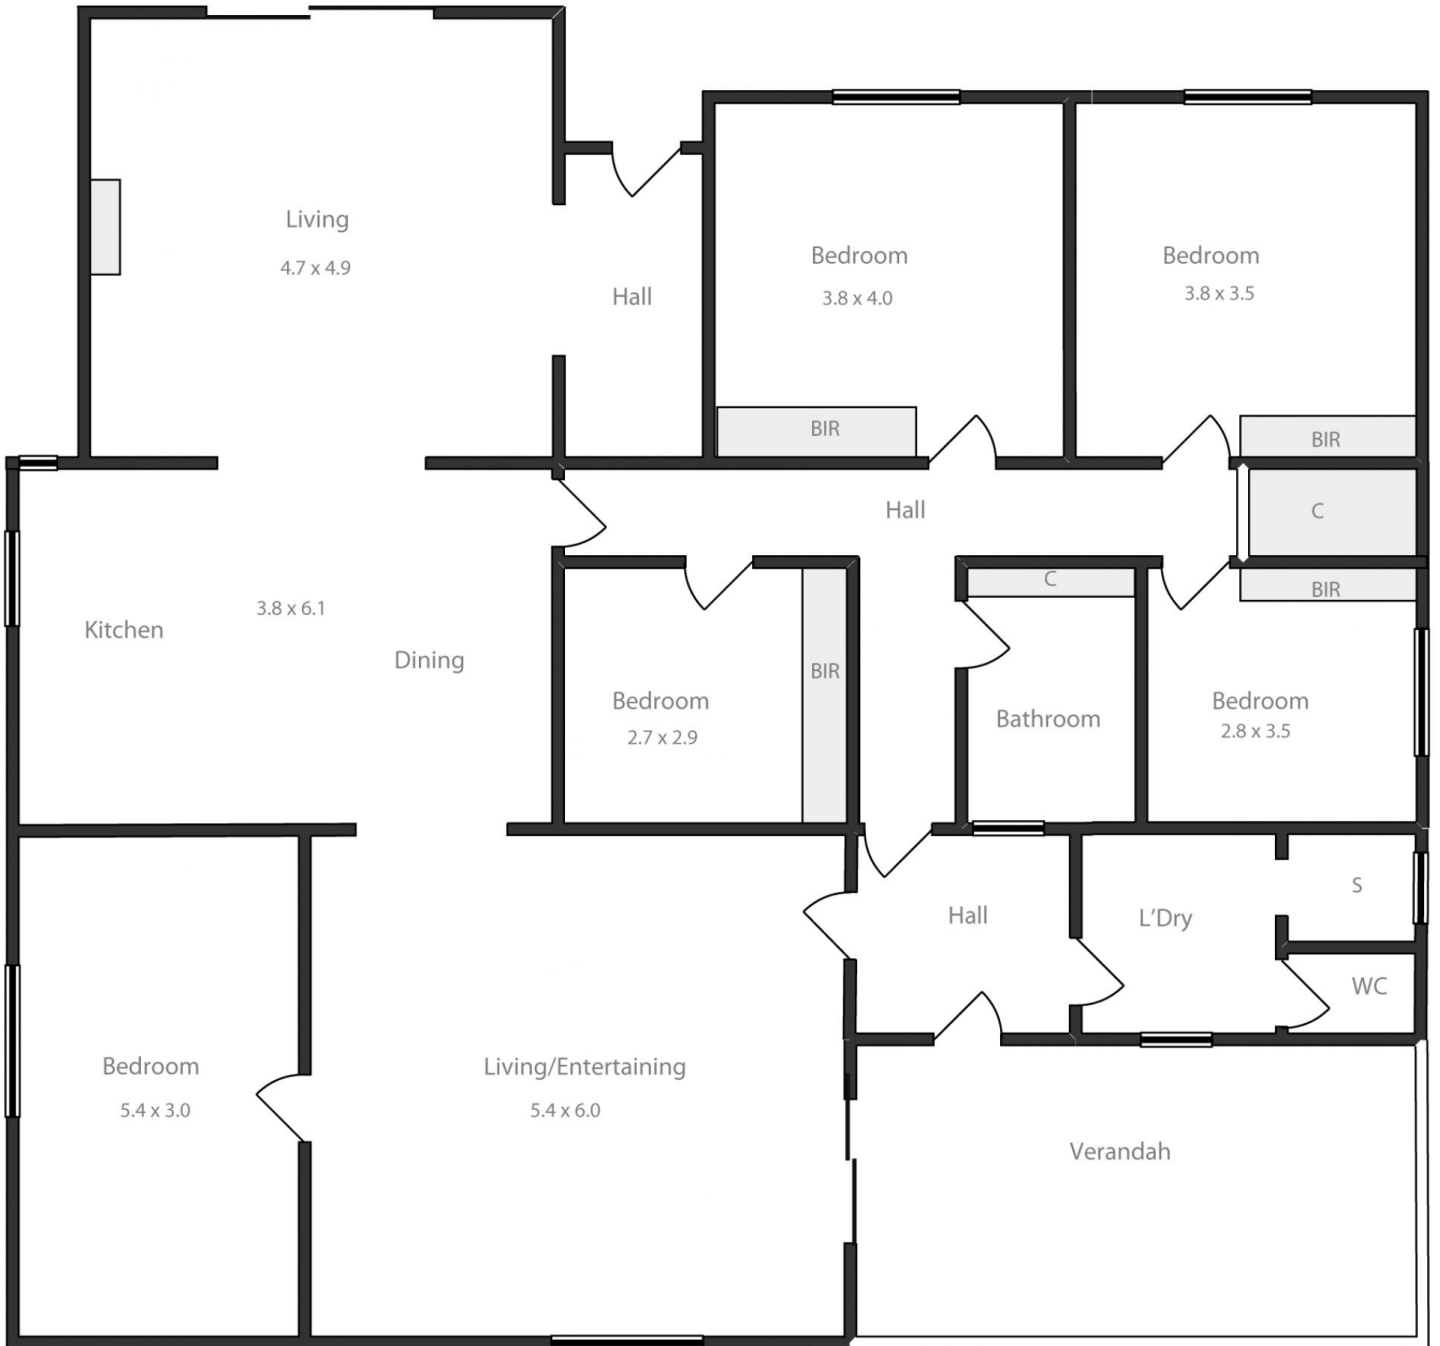 Living
4.7 x 4.9
Hall
Bedroom
3.8 x 4.0
Bedroom
3.8 x 3.5
BIR
BIR
Hall
C
C
BIR
3.8 x 6.1
Kitchen
Dining
Bedroom
2.7 x 2.9
BIR
Bathroom
Bedroom
2.8 x 3.5
Hall
L'Dry
S
WC
Bedroom
5.4 x 3.0
Living/Entertaining
5.4 x 6.0
Verandah